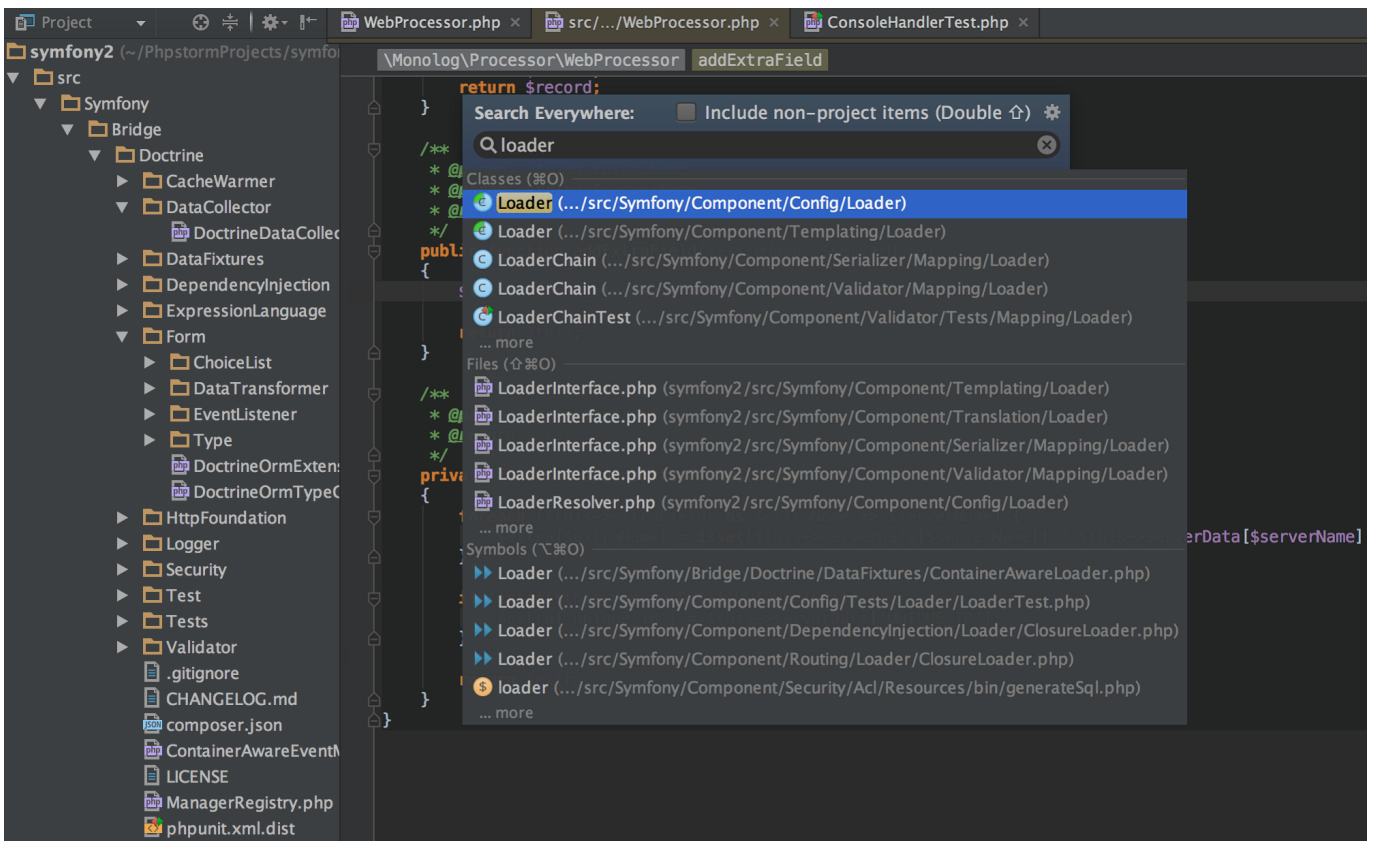 Project
WebProcessor.php ×
src/.../WebProcessor.php ×
ConsoleHandlerTest.php ×
symfony2 (~/PhpstormProjects/symfo
src
Symfony
Bridge
Doctrine
CacheWarmer
DataCollector
DoctrineDataCollec
DataFixtures
DependencyInjection
ExpressionLanguage
Form
ChoiceList
DataTransformer
EventListener
Type
DoctrineOrmExten
DoctrineOrmTypeG
HttpFoundation
Logger
Security
Test
Tests
Validator
.gitignore
CHANGELOG.md
composer.json
ContainerAwareEventM
LICENSE
ManagerRegistry.php
phpunit.xml.dist
\Monolog\Processor\WebProcessor addExtraField
return $record;
}
/**
* @
* @
* @
*/
publ
{
}
/**
* @
* @
*/
priva
{
erData[$serverName]
}
}
Search Everywhere: Include non-project items (Double ⇧)
loader
Classes (⌘O)
Loader (.../src/Symfony/Component/Config/Loader)
Loader (.../src/Symfony/Component/Templating/Loader)
LoaderChain (.../src/Symfony/Component/Serializer/Mapping/Loader)
LoaderChain (.../src/Symfony/Component/Validator/Mapping/Loader)
LoaderChainTest (.../src/Symfony/Component/Validator/Tests/Mapping/Loader)
... more
Files (⇧⌘O)
LoaderInterface.php (symfony2/src/Symfony/Component/Templating/Loader)
LoaderInterface.php (symfony2/src/Symfony/Component/Translation/Loader)
LoaderInterface.php (symfony2/src/Symfony/Component/Serializer/Mapping/Loader)
LoaderInterface.php (symfony2/src/Symfony/Component/Validator/Mapping/Loader)
LoaderResolver.php (symfony2/src/Symfony/Component/Config/Loader)
... more
Symbols (⌥⌘O)
Loader (.../src/Symfony/Bridge/Doctrine/DataFixtures/ContainerAwareLoader.php)
Loader (.../src/Symfony/Component/Config/Tests/Loader/LoaderTest.php)
Loader (.../src/Symfony/Component/DependencyInjection/Loader/ClosureLoader.php)
Loader (.../src/Symfony/Component/Routing/Loader/ClosureLoader.php)
loader (.../src/Symfony/Component/Security/Acl/Resources/bin/generateSql.php)
... more